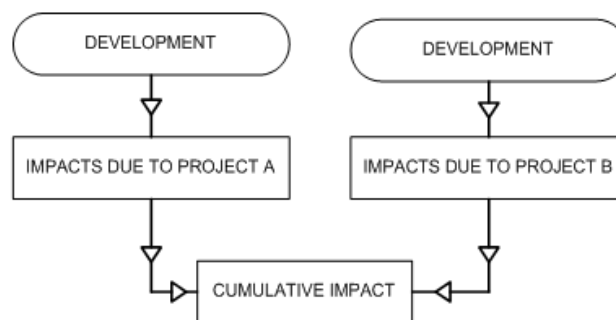 DEVELOPMENT
DEVELOPMENT
IMPACTS DUE TO PROJECT A
IMPACTS DUE TO PROJECT B
CUMULATIVE IMPACT